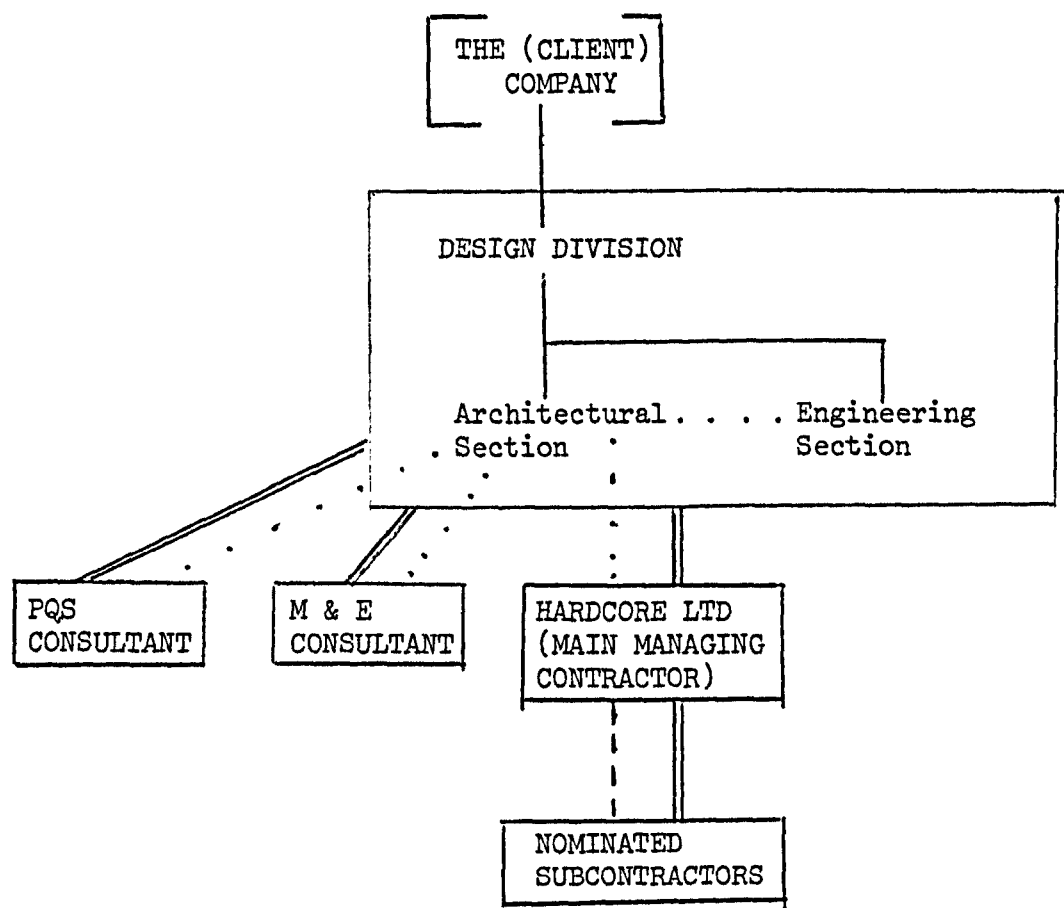 THE (CLIENT)
COMPANY
DESIGN DIVISION
Architectural . . . . Engineering
Section Section
PQS
CONSULTANT
M & E
CONSULTANT
HARDCORE LTD
(MAIN MANAGING
CONTRACTOR)
NOMINATED
SUBCONTRACTORS